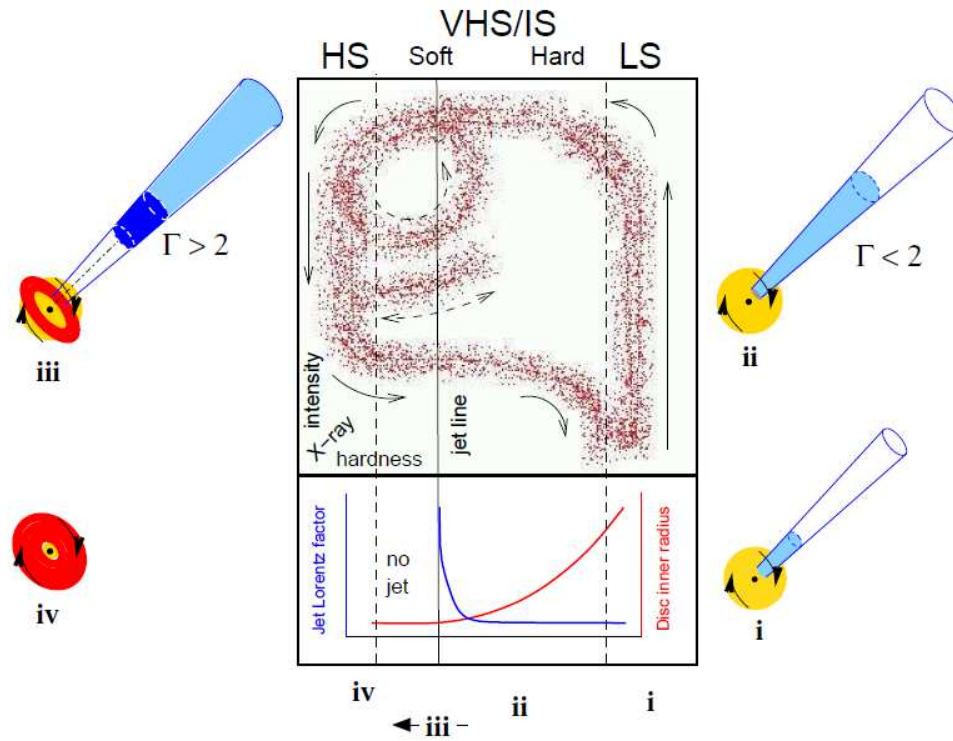 VHS/IS
HS
Soft
Hard
LS
Γ > 2
iii
Γ < 2
ii
intensity
X-ray
hardness
jet line
iv
Jet Lorentz factor
no
jet
Disc inner radius
i
iv
ii
i
iii